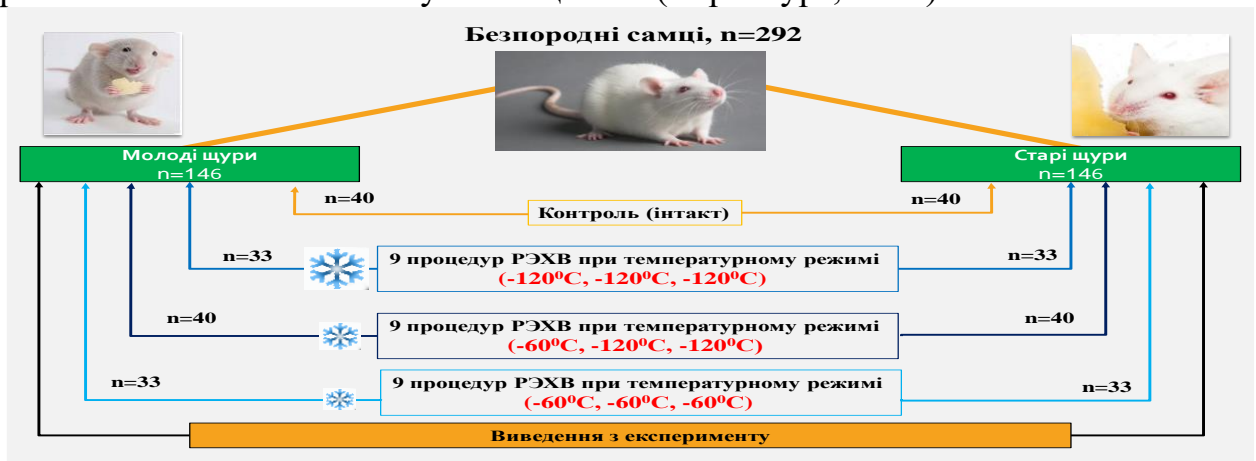 Безпородні самці, n=292
Молоді щури
n=146
Старі щури
n=146
n=40
Контроль (інтакт)
n=40
n=33
9 процедур РЭХВ при температурному режимі
(-120⁰С, -120⁰С, -120⁰С)
n=33
n=40
9 процедур РЭХВ при температурному режимі
(-60⁰С, -120⁰С, -120⁰С)
n=40
n=33
9 процедур РЭХВ при температурному режимі
(-60⁰С, -60⁰С, -60⁰С)
n=33
Виведення з експерименту